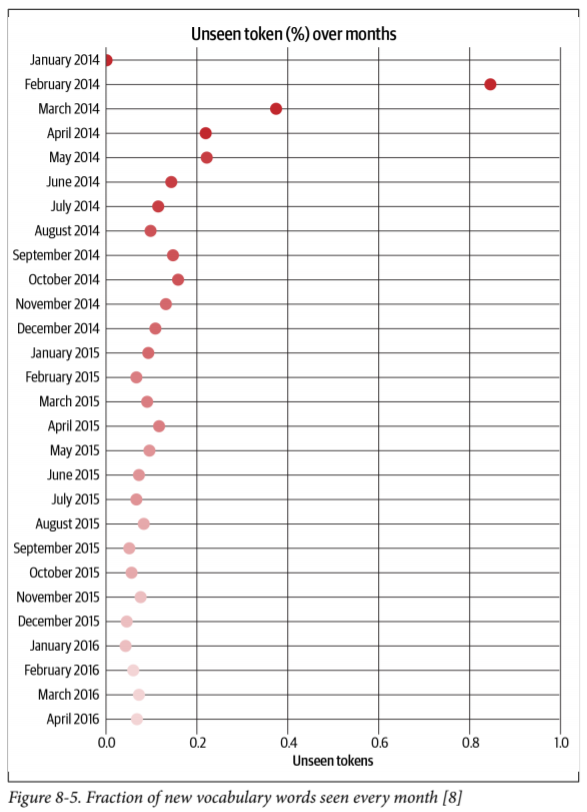 Unseen token (%) over months
January 2014
February 2014
March 2014
April 2014
May 2014
June 2014
July 2014
August 2014
September 2014
October 2014
November 2014
December 2014
January 2015
February 2015
March 2015
April 2015
May 2015
June 2015
July 2015
August 2015
September 2015
October 2015
November 2015
December 2015
January 2016
February 2016
March 2016
April 2016
0.0 0.2 0.4 0.6 0.8 1.0
Unseen tokens
Figure 8-5. Fraction of new vocabulary words seen every month [8]